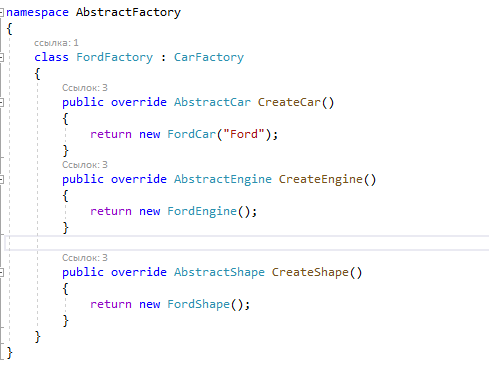 namespace AbstractFactory
{
ссылка: 1
class FordFactory : CarFactory
{
Ссылок: 3
public override AbstractCar CreateCar()
{
return new FordCar("Ford");
}
Ссылок: 3
public override AbstractEngine CreateEngine()
{
return new FordEngine();
}
Ссылок: 3
public override AbstractShape CreateShape()
{
return new FordShape();
}
}
}